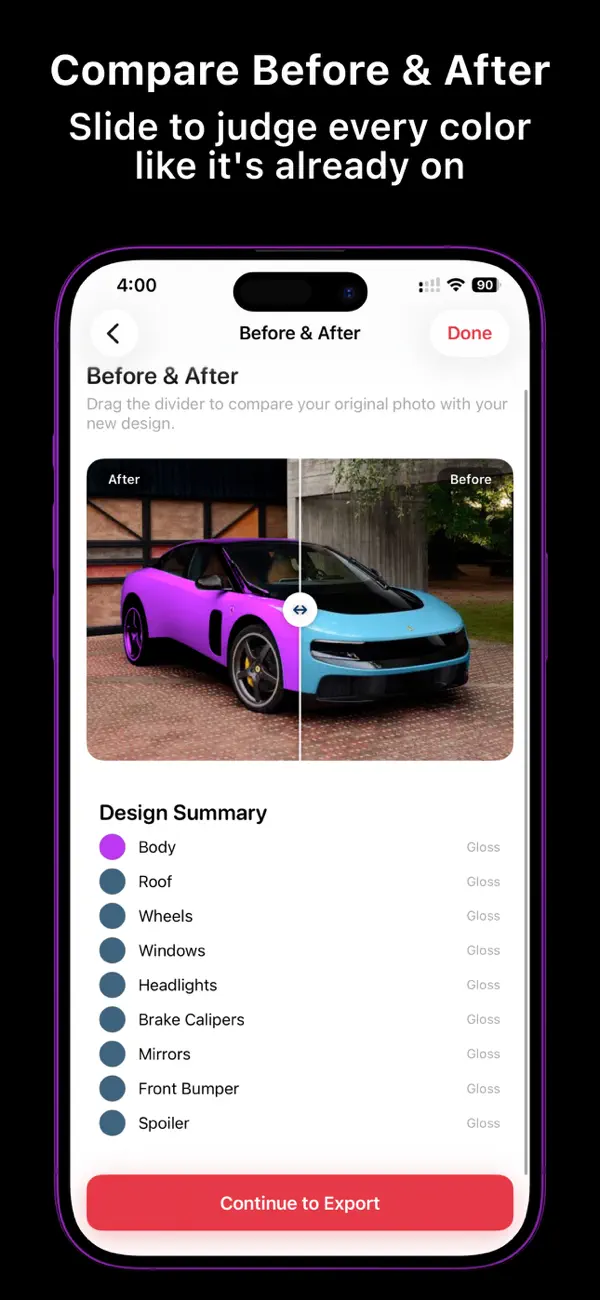 Compare Before & After
Slide to judge every color
like it's already on
4:00
90
Before & After
Done
Before & After
Drag the divider to compare your original photo with your
new design.
After
Before
Design Summary
Body
Gloss
Roof
Gloss
Wheels
Gloss
Windows
Gloss
Headlights
Gloss
Brake Calipers
Gloss
Mirrors
Gloss
Front Bumper
Gloss
Spoiler
Gloss
Continue to Export